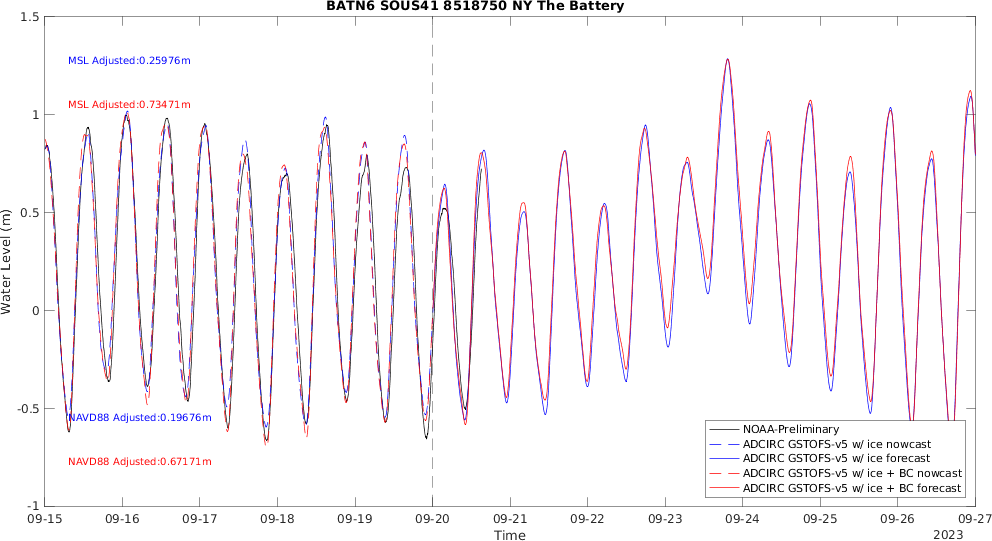 BATN6 SOUS41 8518750 NY The Battery
1.5
1
0.5
0
-0.5
-1
Water Level (m)
MSL Adjusted:0.25976m
MSL Adjusted:0.73471m
NAVD88 Adjusted:0.19676m
NAVD88 Adjusted:0.67171m
NOAA-Preliminary
ADCIRC GSTOFS-v5 w/ ice nowcast
ADCIRC GSTOFS-v5 w/ ice forecast
ADCIRC GSTOFS-v5 w/ ice + BC nowcast
ADCIRC GSTOFS-v5 w/ ice + BC forecast
09-15 09-16 09-17 09-18 09-19 09-20 09-21 09-22 09-23 09-24 09-25 09-26 09-27
Time
2023